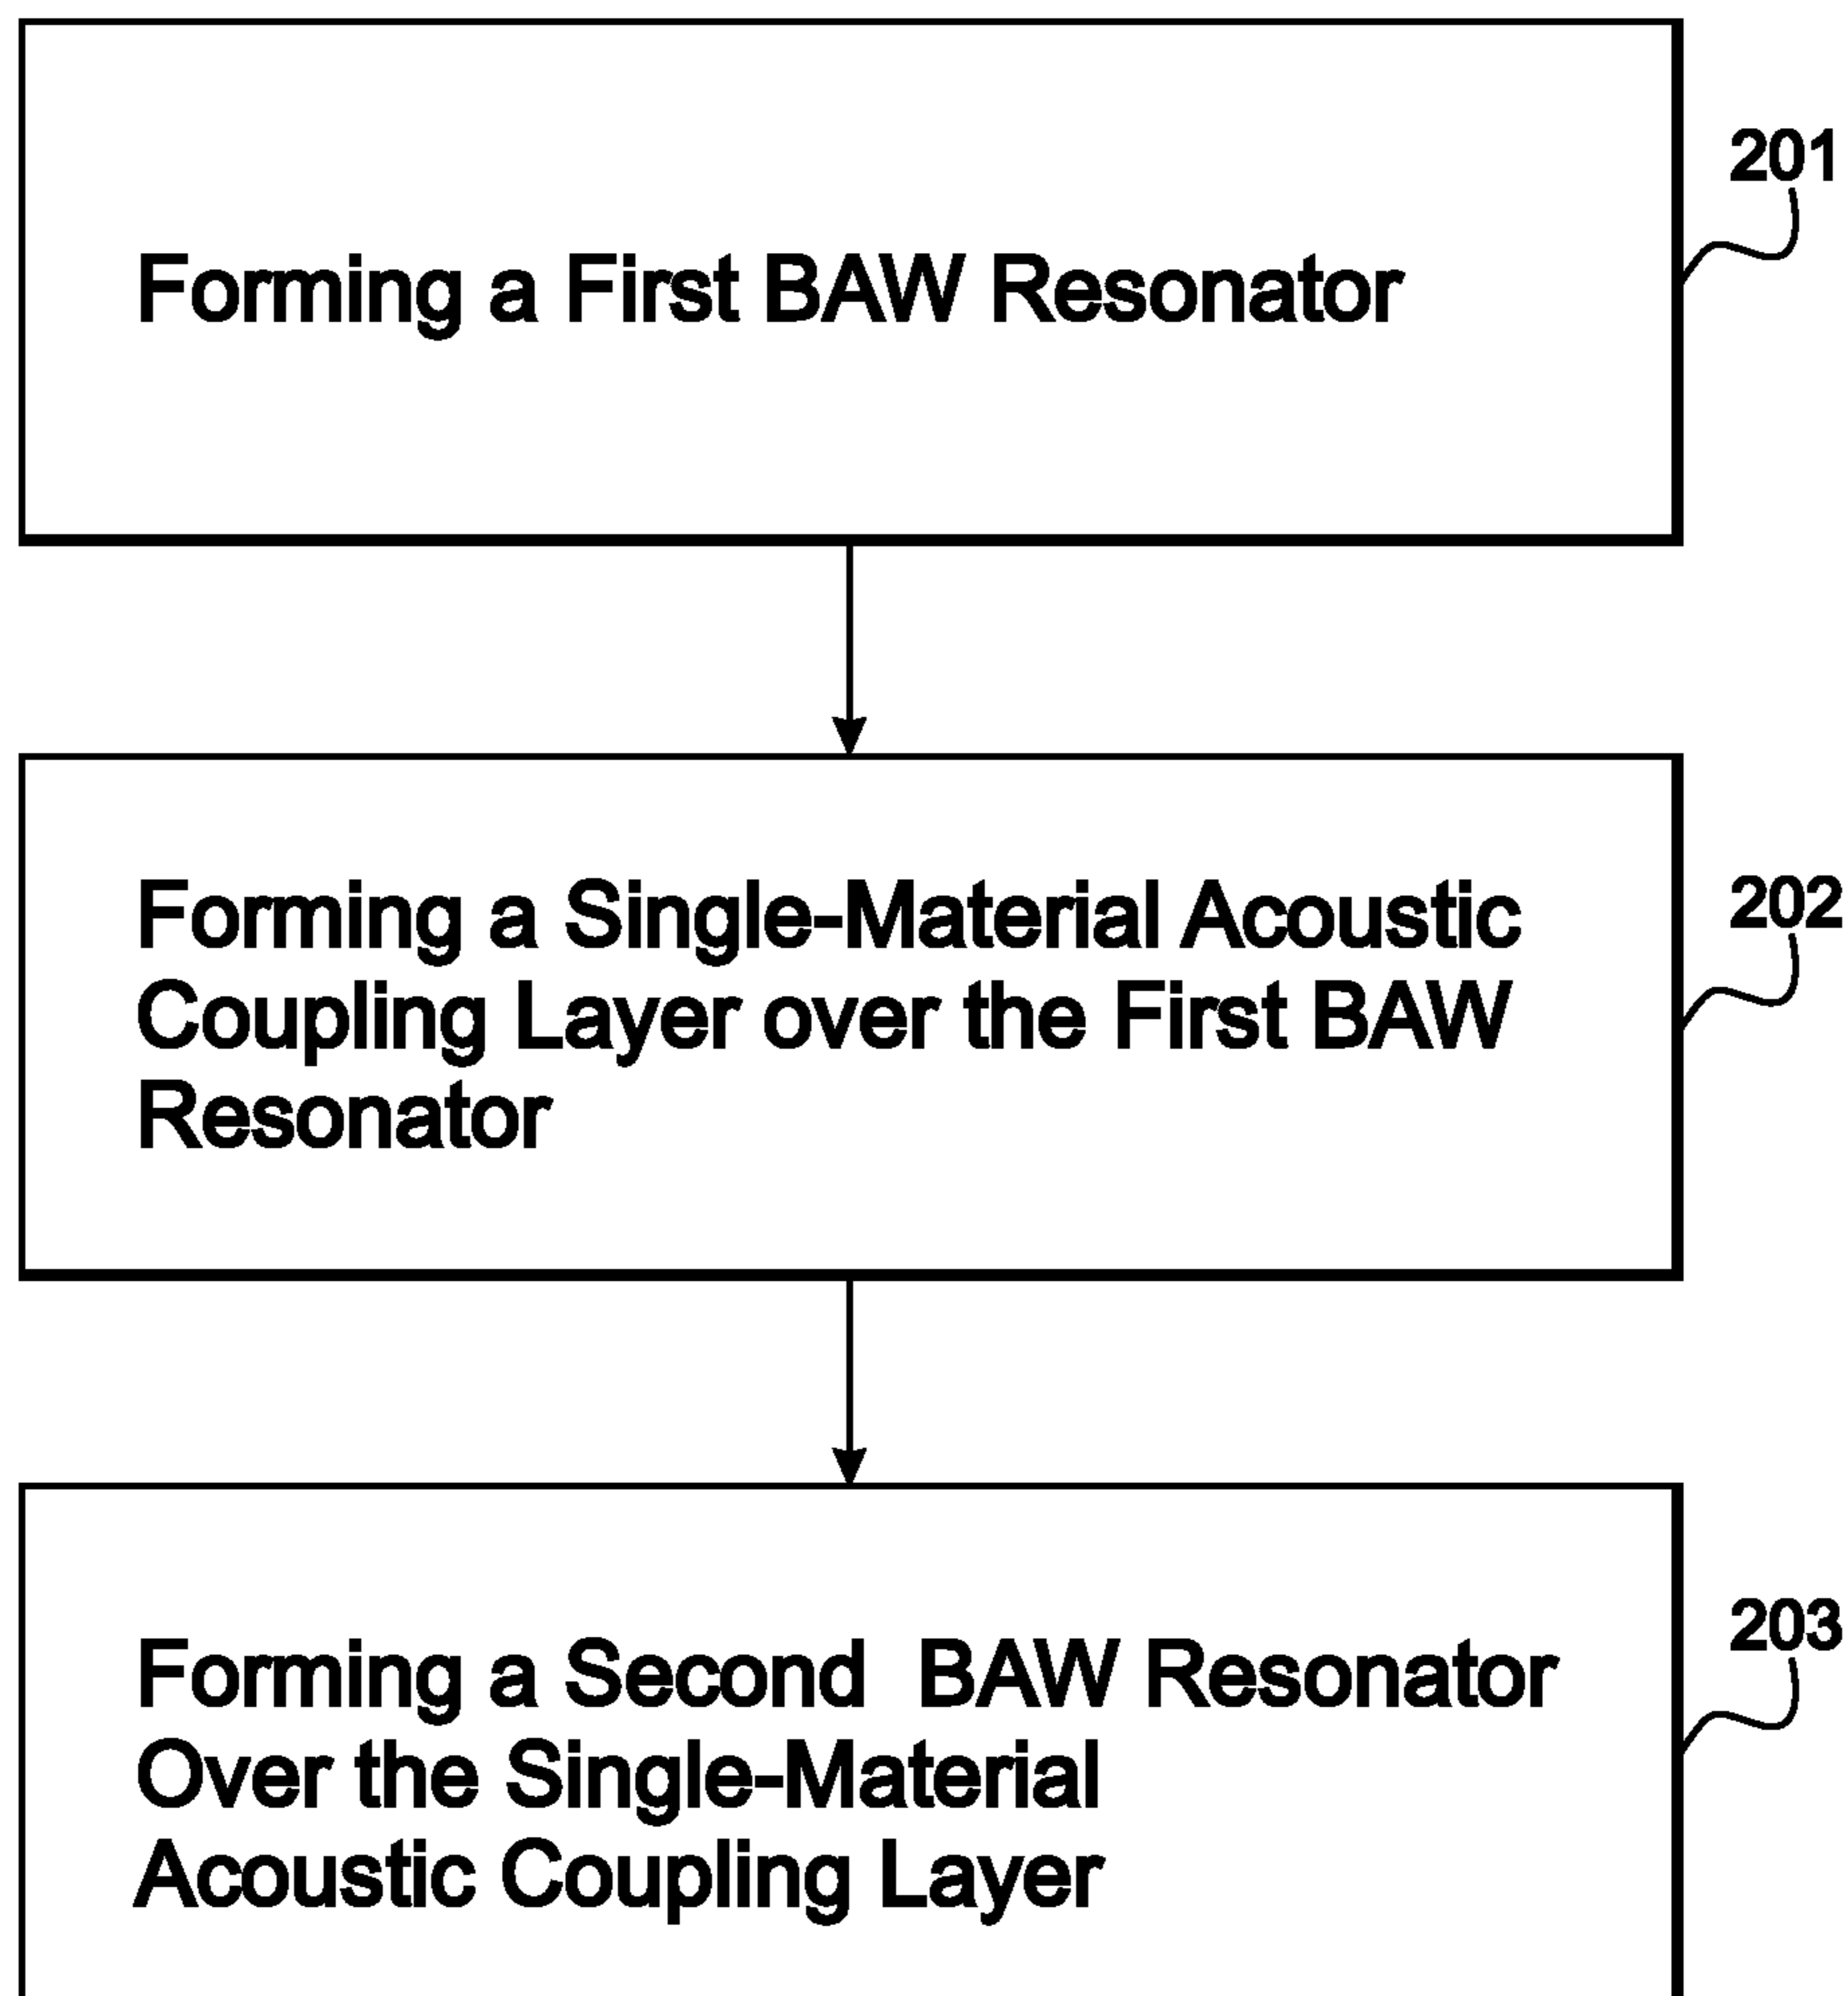 Forming a First BAW Resonator
201
Forming a Single-Material Acoustic
Coupling Layer over the First BAW
Resonator
202
Forming a Second  BAW Resonator
Over the Single-Material
Acoustic Coupling Layer
203